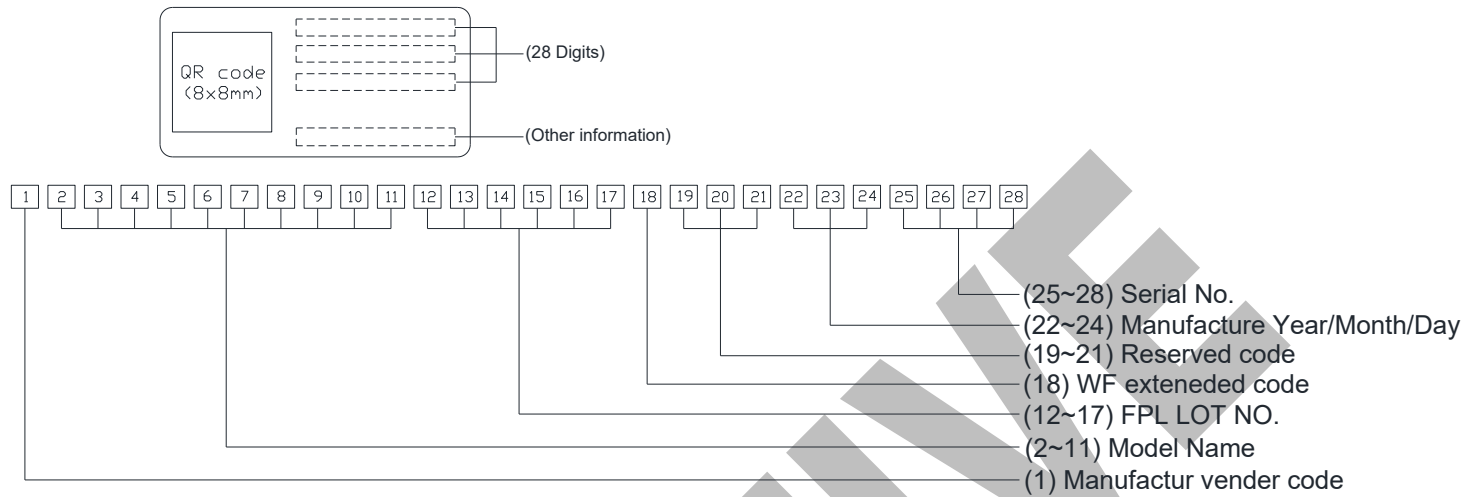 QR code
(8x8mm)
(28 Digits)
(Other information)
1 2 3 4 5 6 7 8 9 10 11 12 13 14 15 16 17 18 19 20 21 22 23 24 25 26 27 28
(25~28) Serial No.
(22~24) Manufacture Year/Month/Day
(19~21) Reserved code
(18) WF exteneded code
(12~17) FPL LOT NO.
(2~11) Model Name
(1) Manufactur vender code